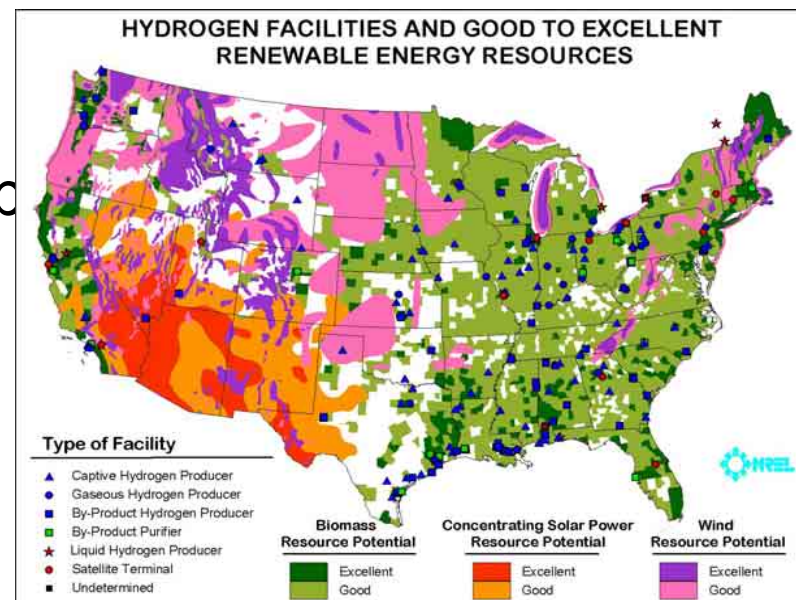 HYDROGEN FACILITIES AND GOOD TO EXCELLENT
RENEWABLE ENERGY RESOURCES
Type of Facility
Captive Hydrogen Producer
Gaseous Hydrogen Producer
By-Product Hydrogen Producer
By-Product Purifier
Liquid Hydrogen Producer
Satellite Terminal
Undetermined
Biomass
Resource Potential
Excellent
Good
Concentrating Solar Power
Resource Potential
Excellent
Good
Wind
Resource Potential
Excellent
Good
NREL